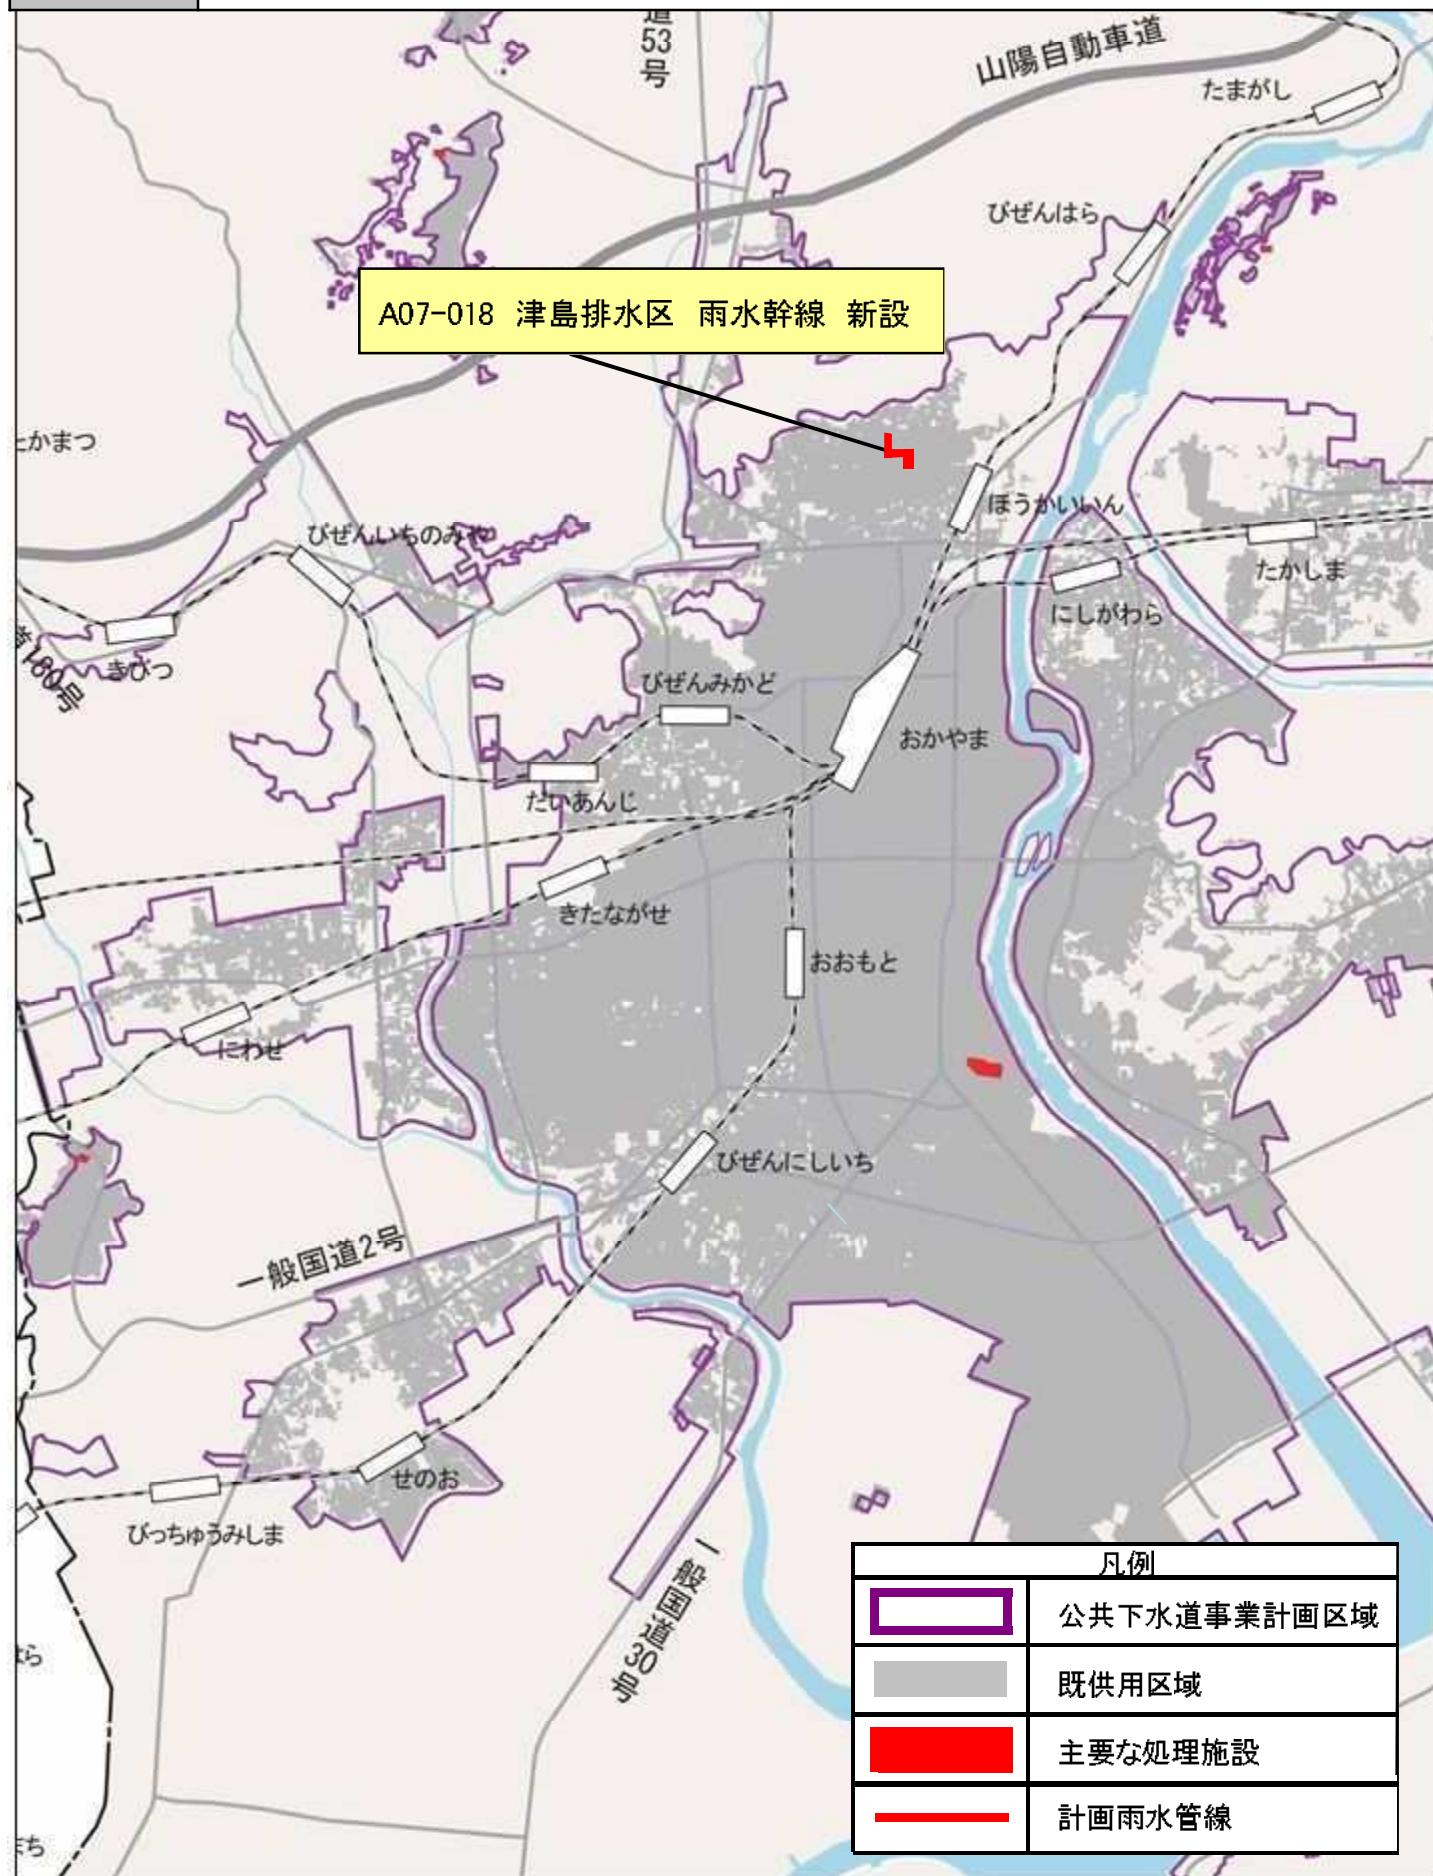 道53号
山陽自動車道
たまがし
びぜんはら
A07-018 津島排水区 雨水幹線 新設
かまつ
ほうかいいん
びぜんいちのみや
たかしま
にしがわら
きびつ
180号
びぜんみかど
おかやま
だいあんじ
きたながせ
おおもと
にわせ
びぜんにしいち
一般国道2号
せのお
びっちゅうみしま
一般国道30号
凡例
公共下水道事業計画区域
既供用区域
主要な処理施設
計画雨水管線
ら
まち